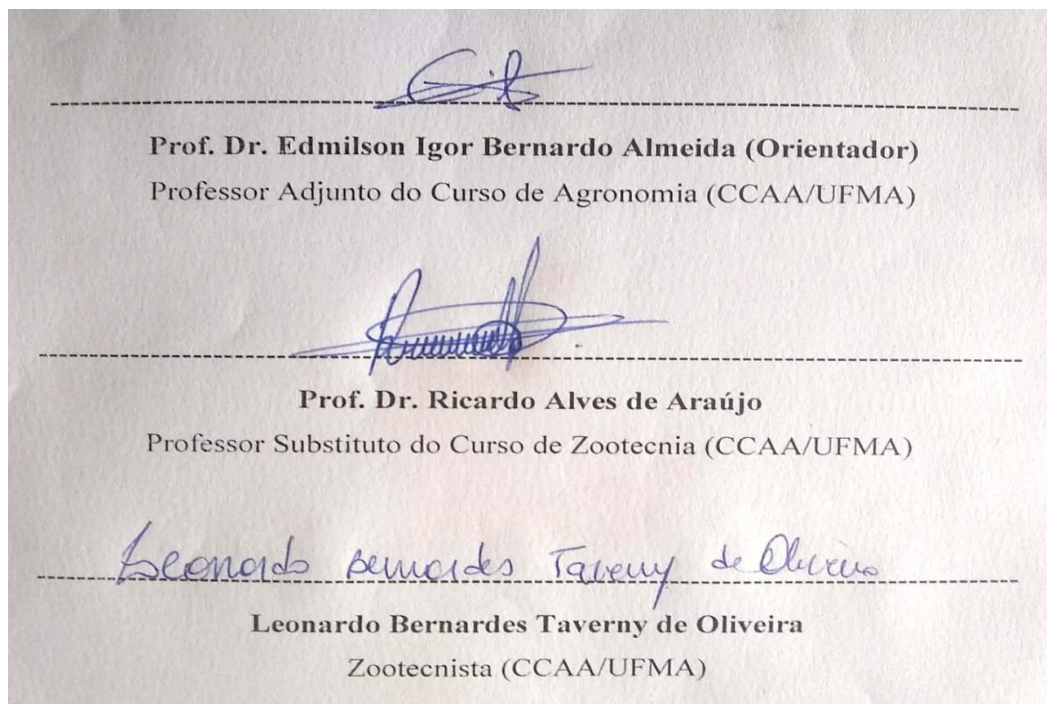 Prof. Dr. Edmilson Igor Bernardo Almeida (Orientador)
Professor Adjunto do Curso de Agronomia (CCAA/UFMA)
Prof. Dr. Ricardo Alves de Araújo
Professor Substituto do Curso de Zootecnia (CCAA/UFMA)
Leonardo Bernardes Taverny de Oliveira
Leonardo Bernardes Taverny de Oliveira
Zootecnista (CCAA/UFMA)